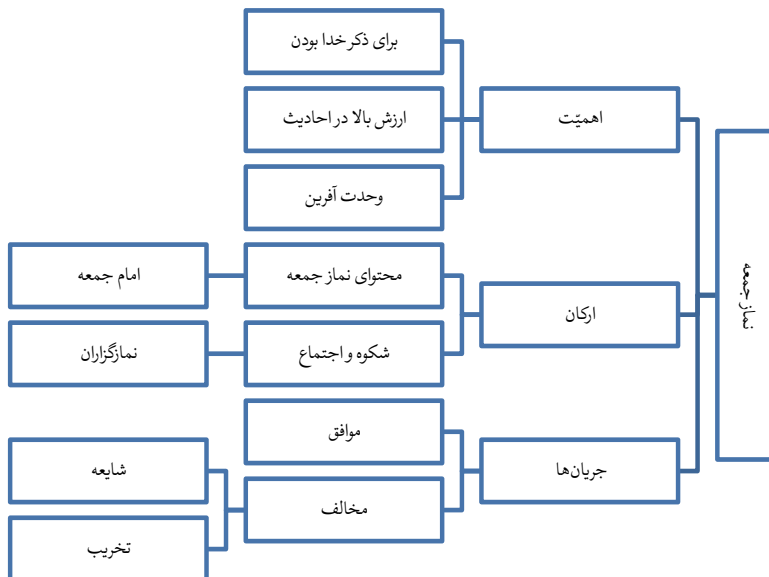 نماز جمعه
اهمیّت
برای ذکر خدا بودن
ارزش بالا در احادیث
وحدت آفرین
ارکان
محتوای نماز جمعه
امام جمعه
شکوه و اجتماع
نمازگزاران
جریان‌ها
موافق
مخالف
شایعه
تخریب